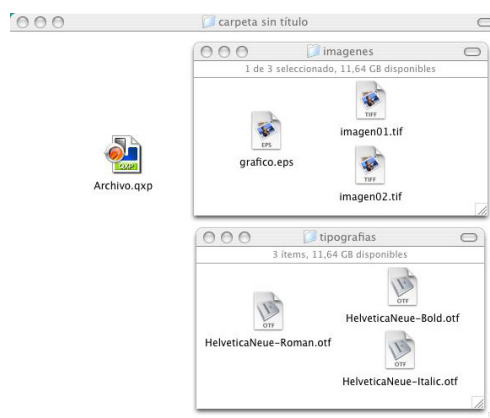 carpeta sin título
imagenes
1 de 3 seleccionado, 11,64 GB disponibles
TIFF
imagen01.tif
EPS
grafico.eps
TIFF
imagen02.tif
QXP
Archivo.qxp
tipografias
3 ítems, 11,64 GB disponibles
OTF
HelveticaNeue-Bold.otf
OTF
HelveticaNeue-Roman.otf
OTF
HelveticaNeue-Italic.otf